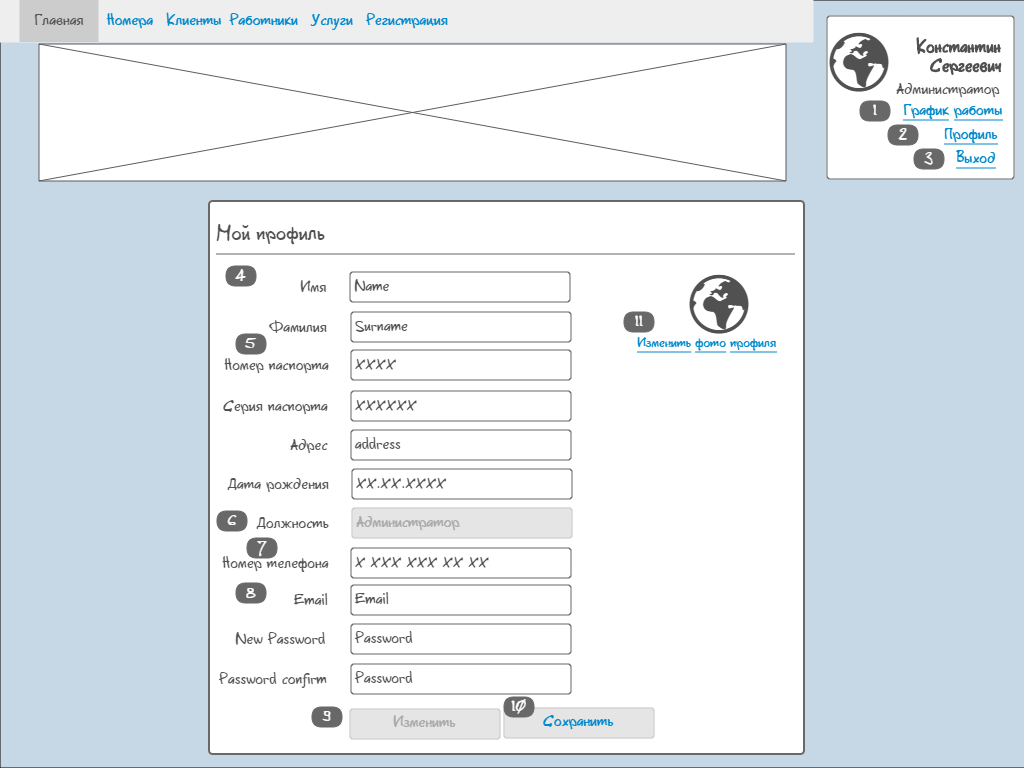 Главная Номера Клиенты Работники Услуги Регистрация
Константин
Сергеевич
Администратор
1 График работы
2 Профиль
3 Выход
Мой профиль
4
Имя Name
Фамилия Surname
5
Номер паспорта XXXX
Серия паспорта XXXXXX
Адрес address
Дата рождения XX.XX.XXXX
6 Должность Администратор
7
Номер телефона X XXX XXX XX XX
8 Email Email
New Password Password
Password confirm Password
9 Изменить 10 Сохранить
11
Изменить фото профиля